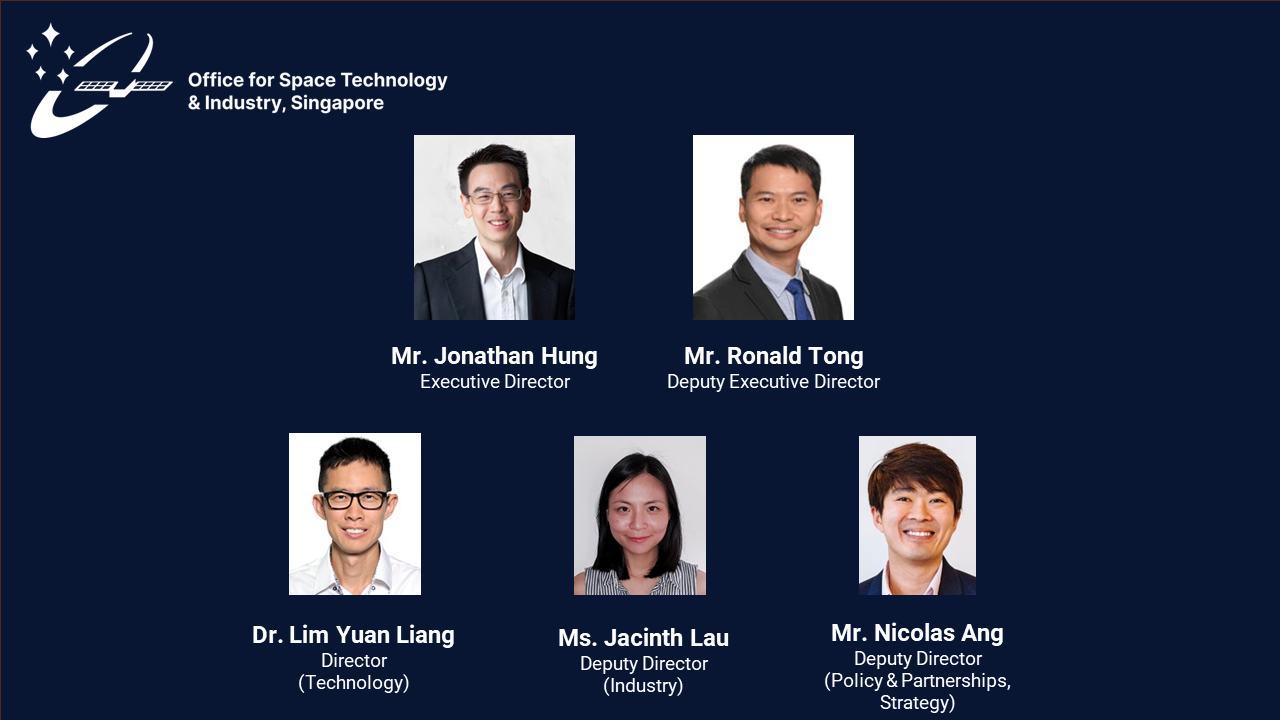 Office for Space Technology
& Industry, Singapore
Mr. Jonathan Hung
Executive Director
Mr. Ronald Tong
Deputy Executive Director
Dr. Lim Yuan Liang
Director
(Technology)
Ms. Jacinth Lau
Deputy Director
(Industry)
Mr. Nicolas Ang
Deputy Director
(Policy & Partnerships,
Strategy)